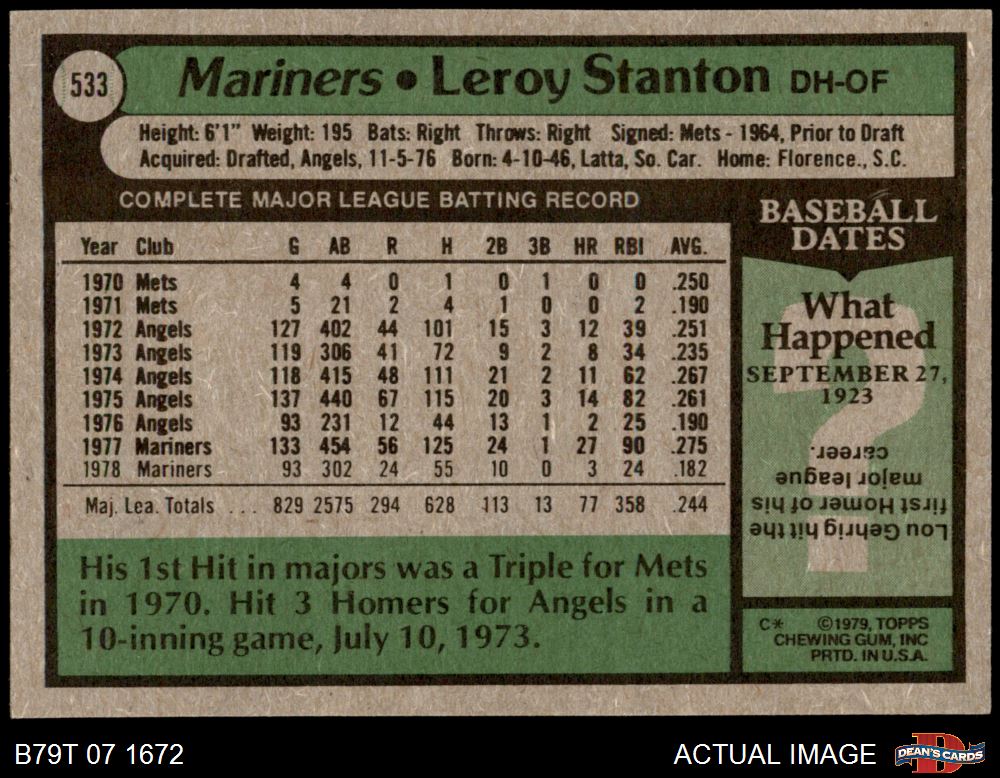 533
Mariners • Leroy Stanton DH-OF
Height: 6'1" Weight: 195 Bats: Right Throws: Right Signed: Mets - 1964, Prior to Draft
Acquired: Drafted, Angels, 11-5-76 Born: 4-10-46, Latta, So. Car. Home: Florence., S.C.
COMPLETE MAJOR LEAGUE BATTING RECORD
Year Club G AB R H 2B 3B HR RBI AVG.
1970 Mets 4 4 0 1 0 1 0 0 .250
1971 Mets 5 21 2 4 1 0 0 2 .190
1972 Angels 127 402 44 101 15 3 12 39 .251
1973 Angels 119 306 41 72 9 2 8 34 .235
1974 Angels 118 415 48 111 21 2 11 62 .267
1975 Angels 137 440 67 115 20 3 14 82 .261
1976 Angels 93 231 12 44 13 1 2 25 .190
1977 Mariners 133 454 56 125 24 1 27 90 .275
1978 Mariners 93 302 24 55 10 0 3 24 .182
Maj. Lea. Totals ... 829 2575 294 628 113 13 77 358 .244
His 1st Hit in majors was a Triple for Mets
in 1970. Hit 3 Homers for Angels in a
10-inning game, July 10, 1973.
BASEBALL
DATES
What
Happened
SEPTEMBER 27,
1923
Lou Gehrig hit the
first Homer of his
major league
career.
C* ©1979, TOPPS
CHEWING GUM, INC
PRTD. IN U.S.A.
B79T 07 1672
ACTUAL IMAGE
DEAN'S CARDS